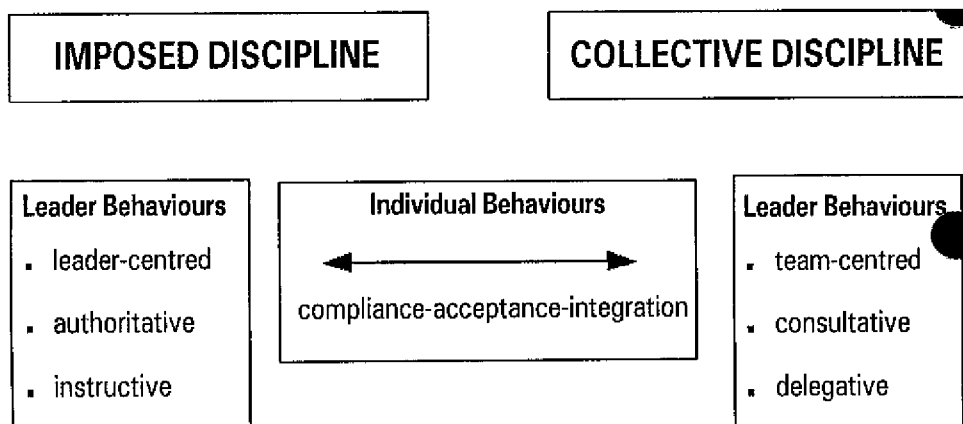 IMPOSED DISCIPLINE
COLLECTIVE DISCIPLINE
Leader Behaviours
▪ leader-centred
▪ authoritative
▪ instructive
Individual Behaviours
compliance-acceptance-integration
Leader Behaviours
▪ team-centred
▪ consultative
▪ delegative